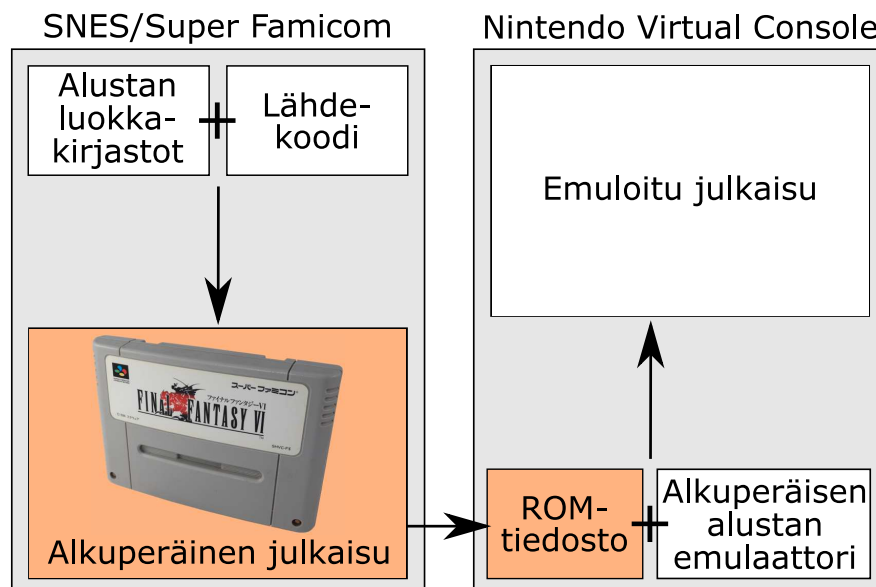 SNES/Super Famicom
Alustan
luokka-
kirjastot
+
Lähde-
koodi
スーパーファミコン
ファイナルファンタジーVI
FINAL FANTASY VI
Alkuperäinen julkaisu
Nintendo Virtual Console
Emuloitu julkaisu
ROM-
tiedosto
+
Alkuperäisen
alustan
emulaattori